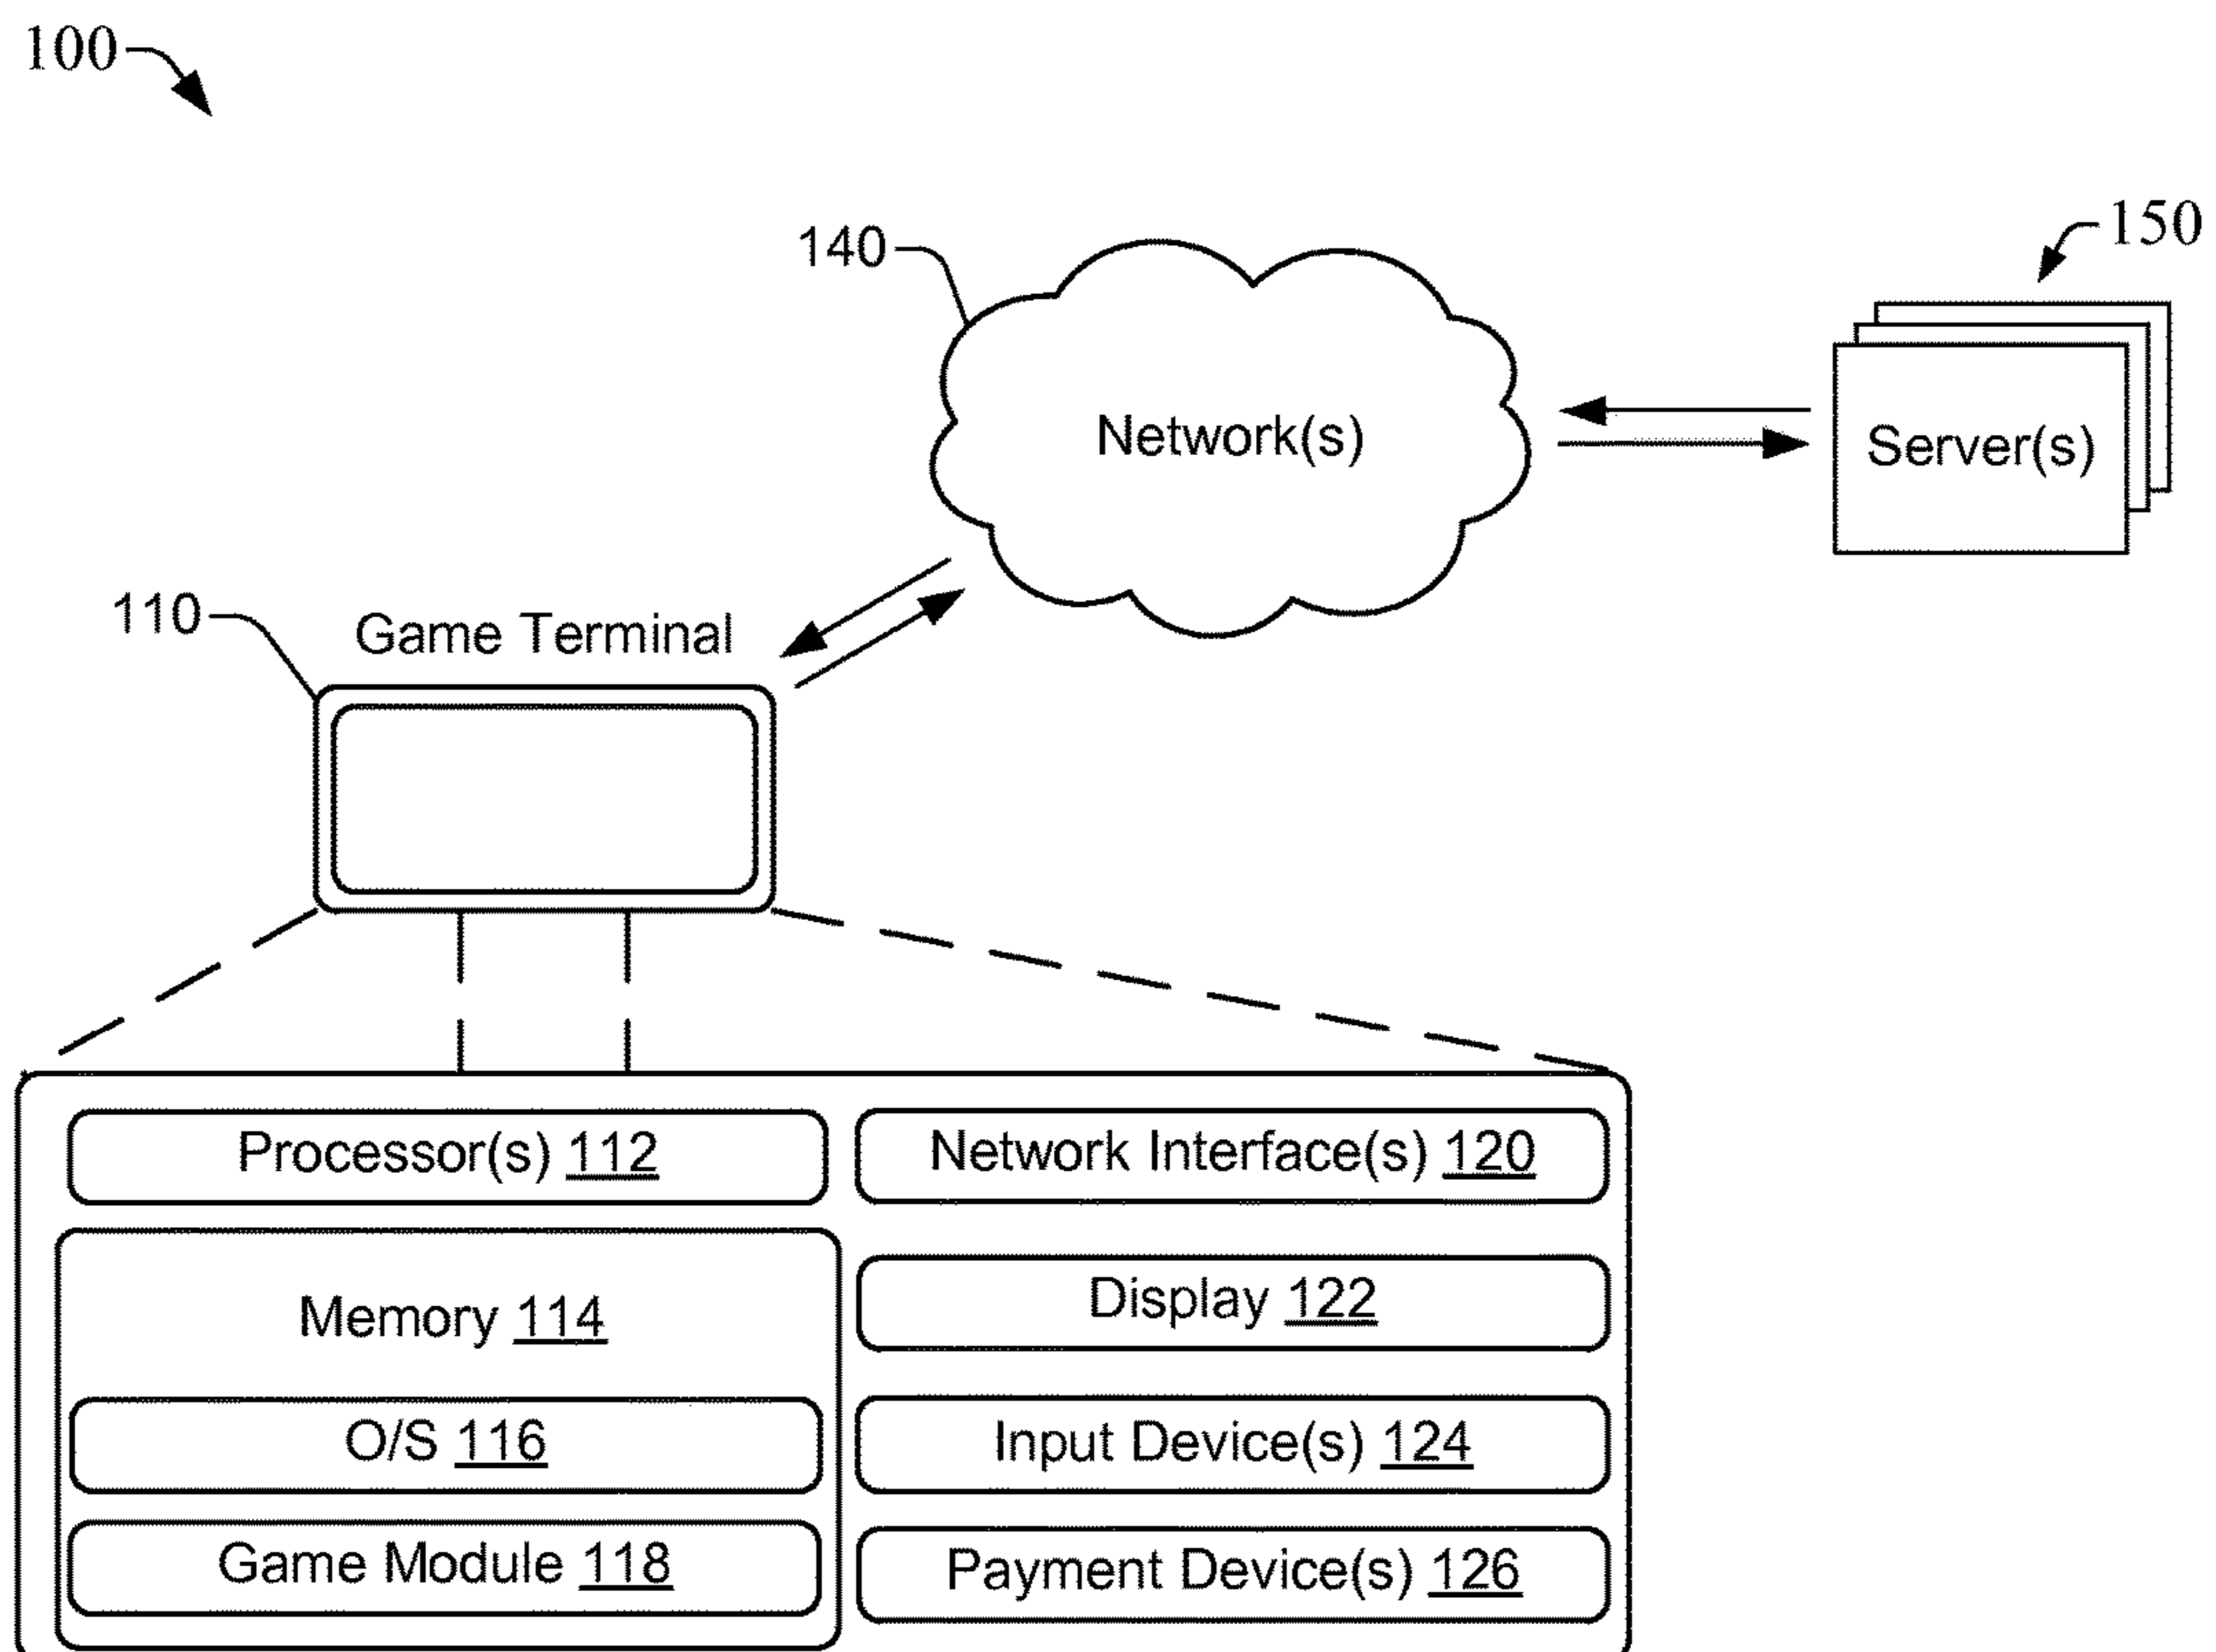 100
150
140
Network(s)
Server(s)
110
Game Terminal
Processor(s) 112
Network Interface(s) 120
Memory 114
Display 122
O/S 116
Input Device(s) 124
Game Module 118
Payment Device(s) 126